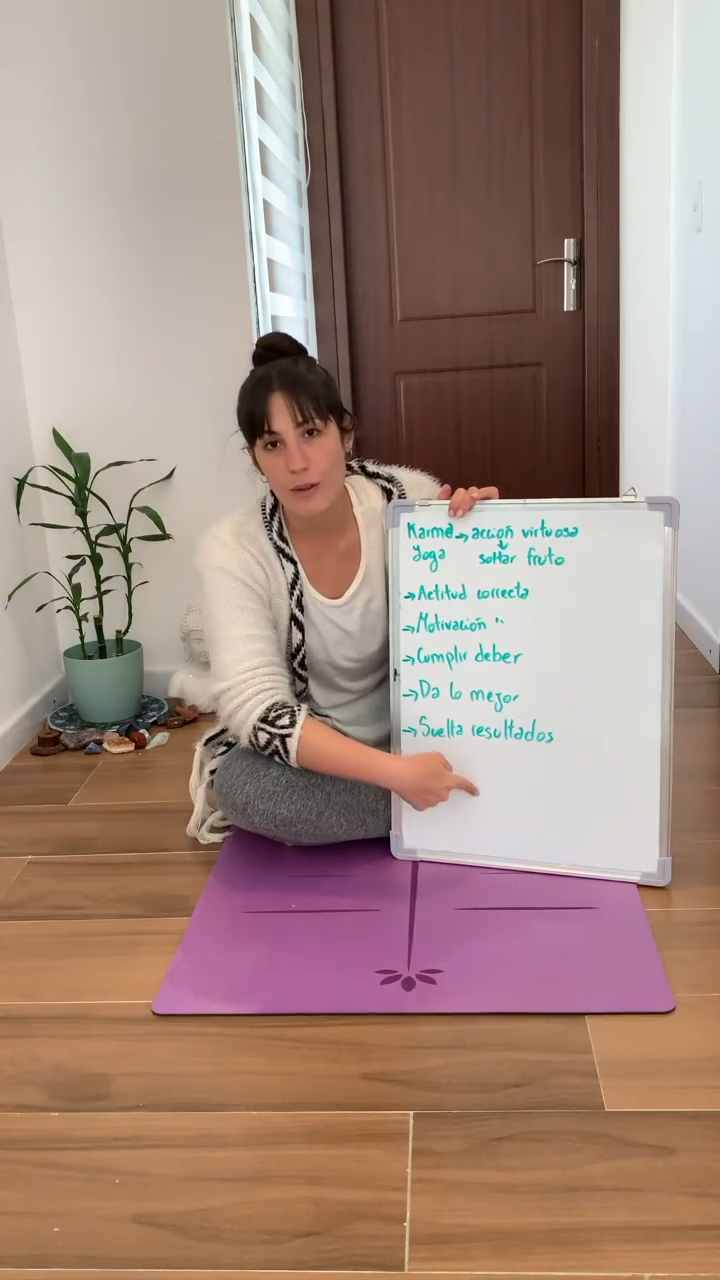 Karma → acción virtuosa
↓
Yoga soltar fruto
→ Actitud correcta
→ Motivación "
→ Cumplir deber
→ Da lo mejor
→ Suelta resultados